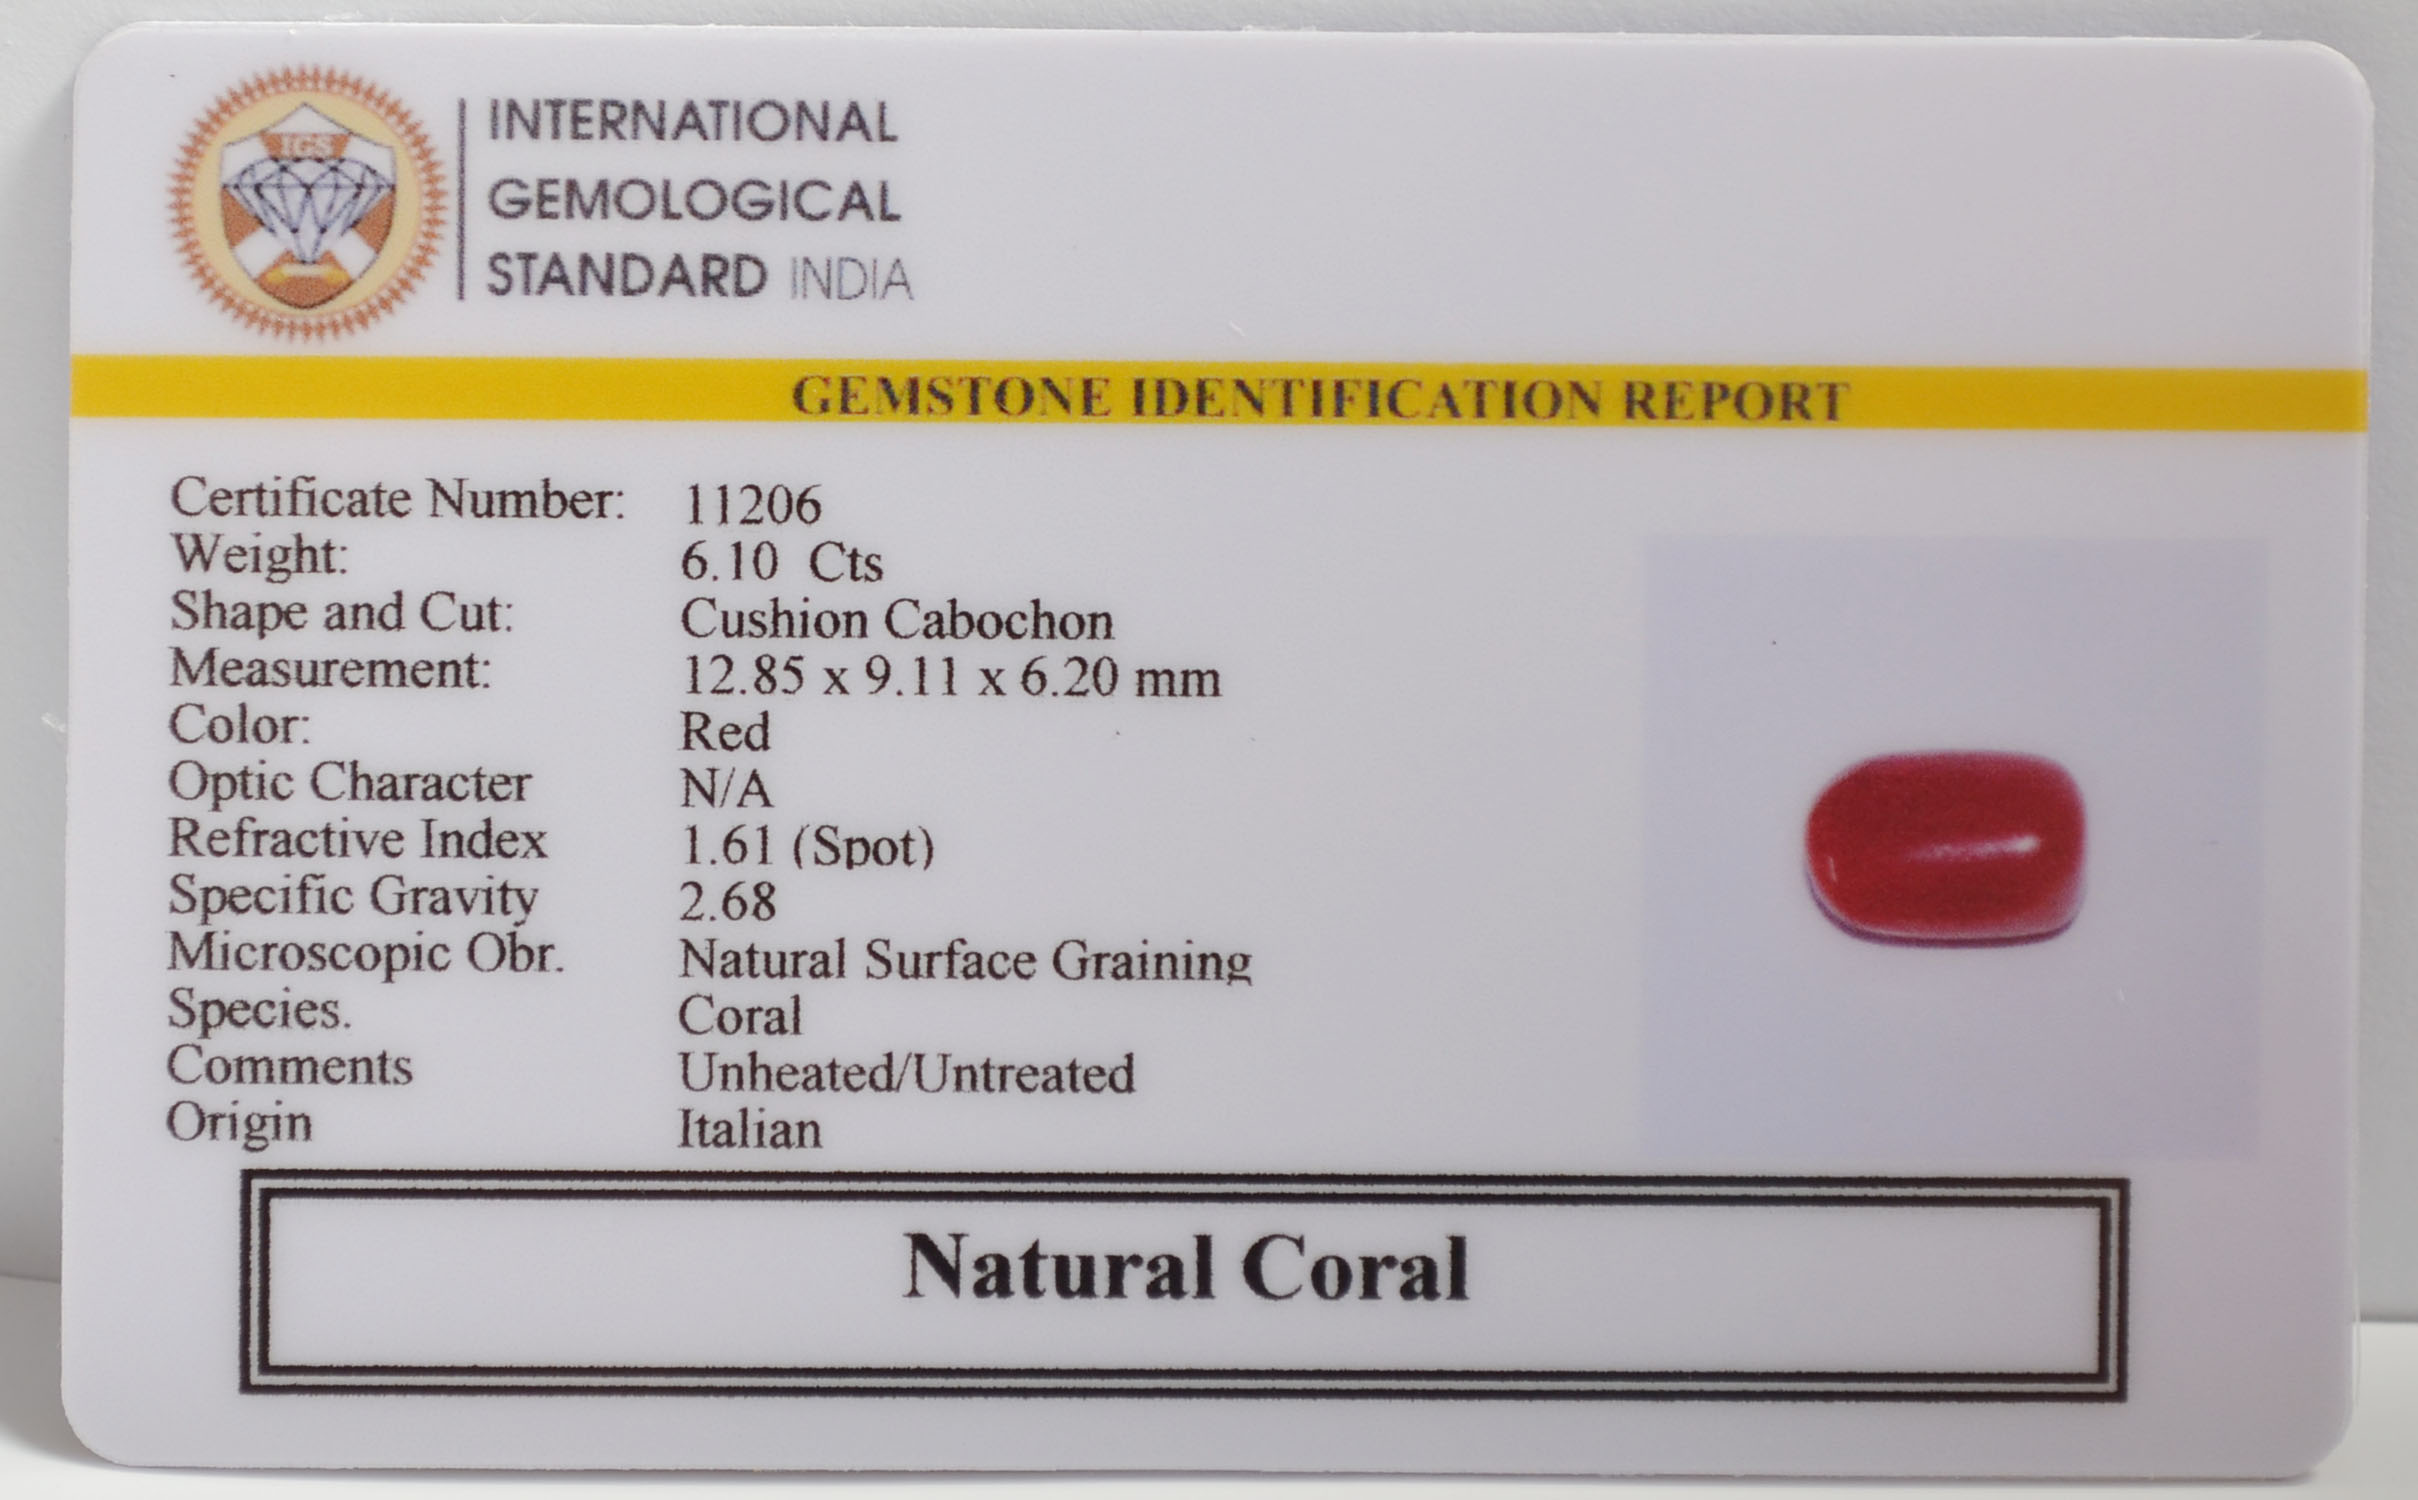 IGS
INTERNATIONAL
GEMOLOGICAL
STANDARD INDIA
GEMSTONE IDENTIFICATION REPORT
Certificate Number: 11206
Weight: 6.10 Cts
Shape and Cut: Cushion Cabochon
Measurement: 12.85 x 9.11 x 6.20 mm
Color: Red
Optic Character N/A
Refractive Index 1.61 (Spot)
Specific Gravity 2.68
Microscopic Obr. Natural Surface Graining
Species. Coral
Comments Unheated/Untreated
Origin Italian
Natural Coral